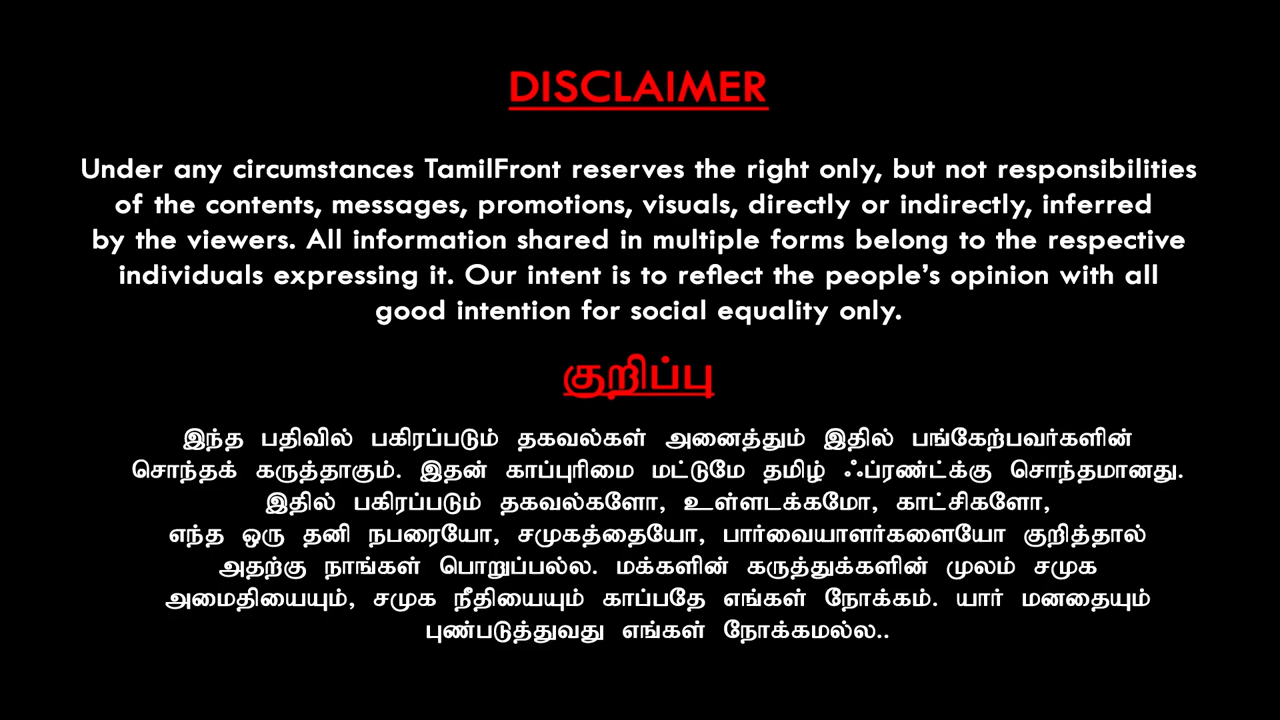 DISCLAIMER
Under any circumstances TamilFront reserves the right only, but not responsibilities
of the contents, messages, promotions, visuals, directly or indirectly, inferred
by the viewers. All information shared in multiple forms belong to the respective
individuals expressing it. Our intent is to reflect the people’s opinion with all
good intention for social equality only.
குறிப்பு
இந்த பதிவில் பகிரப்படும் தகவல்கள் அனைத்தும் இதில் பங்கேற்பவர்களின்
சொந்தக் கருத்தாகும். இதன் காப்புரிமை மட்டுமே தமிழ் ஃப்ரண்ட்க்கு சொந்தமானது.
இதில் பகிரப்படும் தகவல்களோ, உள்ளடக்கமோ, காட்சிகளோ,
எந்த ஒரு தனி நபரையோ, சமுகத்தையோ, பார்வையாளர்களையோ குறித்தால்
அதற்கு நாங்கள் பொறுப்பல்ல. மக்களின் கருத்துக்களின் முலம் சமுக
அமைதியையும், சமுக நீதியையும் காப்பதே எங்கள் நோக்கம். யார் மனதையும்
புண்படுத்துவது எங்கள் நோக்கமல்ல..